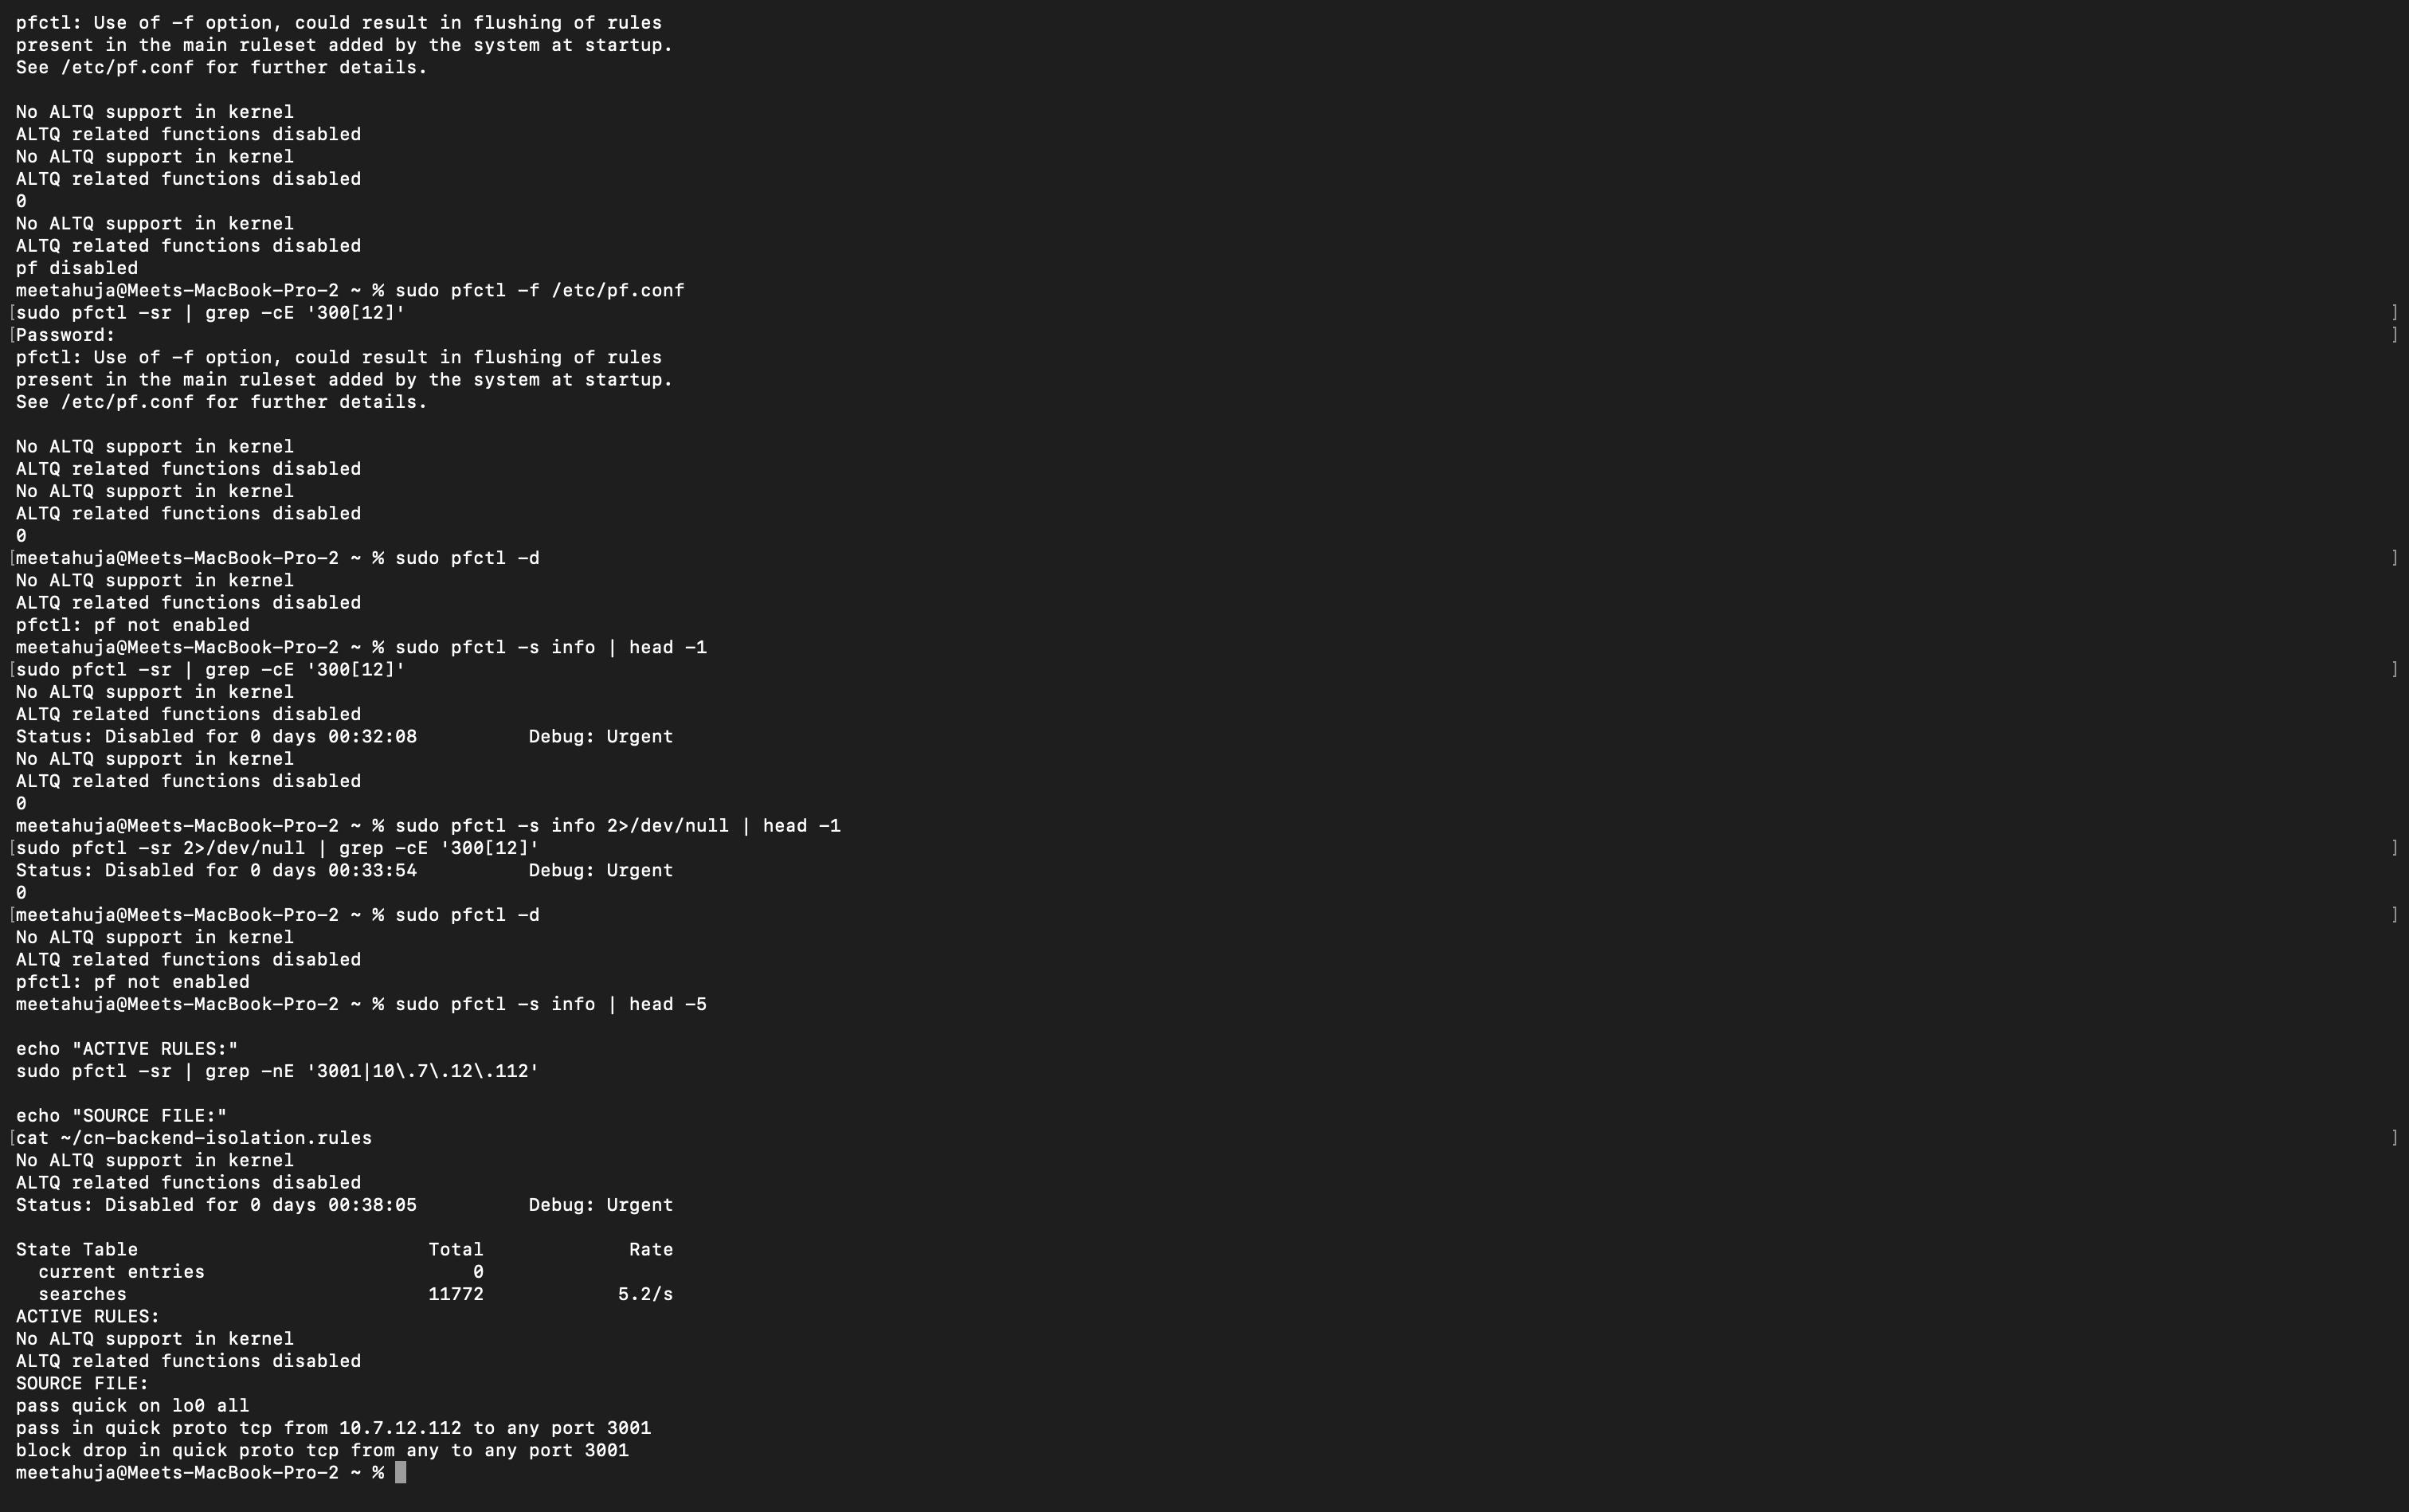 pfctl: Use of -f option, could result in flushing of rules
present in the main ruleset added by the system at startup.
See /etc/pf.conf for further details.

No ALTQ support in kernel
ALTQ related functions disabled
No ALTQ support in kernel
ALTQ related functions disabled
0
No ALTQ support in kernel
ALTQ related functions disabled
pf disabled
meetahuja@Meets-MacBook-Pro-2 ~ % sudo pfctl -f /etc/pf.conf
[sudo pfctl -sr | grep -cE '300[12]' ]
[Password: ]
pfctl: Use of -f option, could result in flushing of rules
present in the main ruleset added by the system at startup.
See /etc/pf.conf for further details.

No ALTQ support in kernel
ALTQ related functions disabled
No ALTQ support in kernel
ALTQ related functions disabled
0
[meetahuja@Meets-MacBook-Pro-2 ~ % sudo pfctl -d ]
No ALTQ support in kernel
ALTQ related functions disabled
pfctl: pf not enabled
meetahuja@Meets-MacBook-Pro-2 ~ % sudo pfctl -s info | head -1
[sudo pfctl -sr | grep -cE '300[12]' ]
No ALTQ support in kernel
ALTQ related functions disabled
Status: Disabled for 0 days 00:32:08          Debug: Urgent
No ALTQ support in kernel
ALTQ related functions disabled
0
meetahuja@Meets-MacBook-Pro-2 ~ % sudo pfctl -s info 2>/dev/null | head -1
[sudo pfctl -sr 2>/dev/null | grep -cE '300[12]' ]
Status: Disabled for 0 days 00:33:54          Debug: Urgent
0
[meetahuja@Meets-MacBook-Pro-2 ~ % sudo pfctl -d ]
No ALTQ support in kernel
ALTQ related functions disabled
pfctl: pf not enabled
meetahuja@Meets-MacBook-Pro-2 ~ % sudo pfctl -s info | head -5

echo "ACTIVE RULES:"
sudo pfctl -sr | grep -nE '3001|10\.7\.12\.112'

echo "SOURCE FILE:"
[cat ~/cn-backend-isolation.rules ]
No ALTQ support in kernel
ALTQ related functions disabled
Status: Disabled for 0 days 00:38:05          Debug: Urgent

State Table                          Total             Rate
  current entries                        0
  searches                           11772            5.2/s
ACTIVE RULES:
No ALTQ support in kernel
ALTQ related functions disabled
SOURCE FILE:
pass quick on lo0 all
pass in quick proto tcp from 10.7.12.112 to any port 3001
block drop in quick proto tcp from any to any port 3001
meetahuja@Meets-MacBook-Pro-2 ~ %